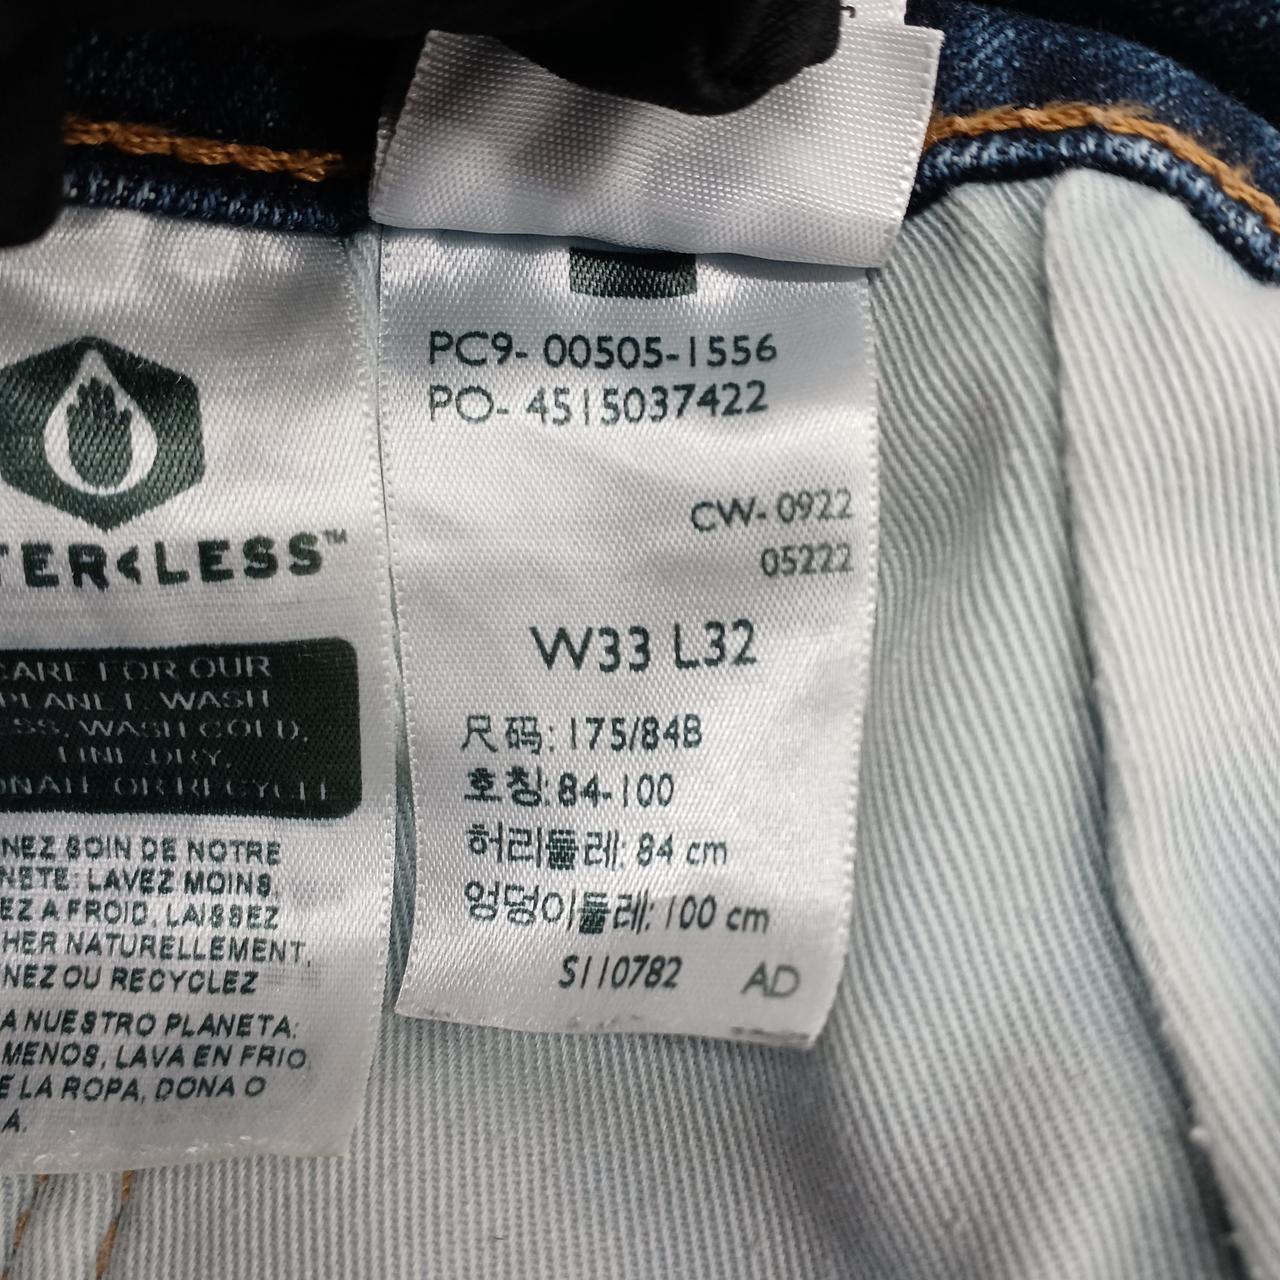 TER<LESS™
CARE FOR OUR
PLANET. WASH
ESS, WASH COLD,
LINE DRY,
ONATE OR RECYCLE
NEZ SOIN DE NOTRE
NETE: LAVEZ MOINS,
EZ A FROID, LAISSEZ
HER NATURELLEMENT,
NEZ OU RECYCLEZ
A NUESTRO PLANETA:
MENOS, LAVA EN FRIO,
E LA ROPA, DONA O
A.
PC9- 00505-1556
PO- 4515037422
CW- 0922
05222
W33 L32
尺码: 175/84B
호칭: 84-100
허리둘레: 84 cm
엉덩이둘레: 100 cm
S110782 AD